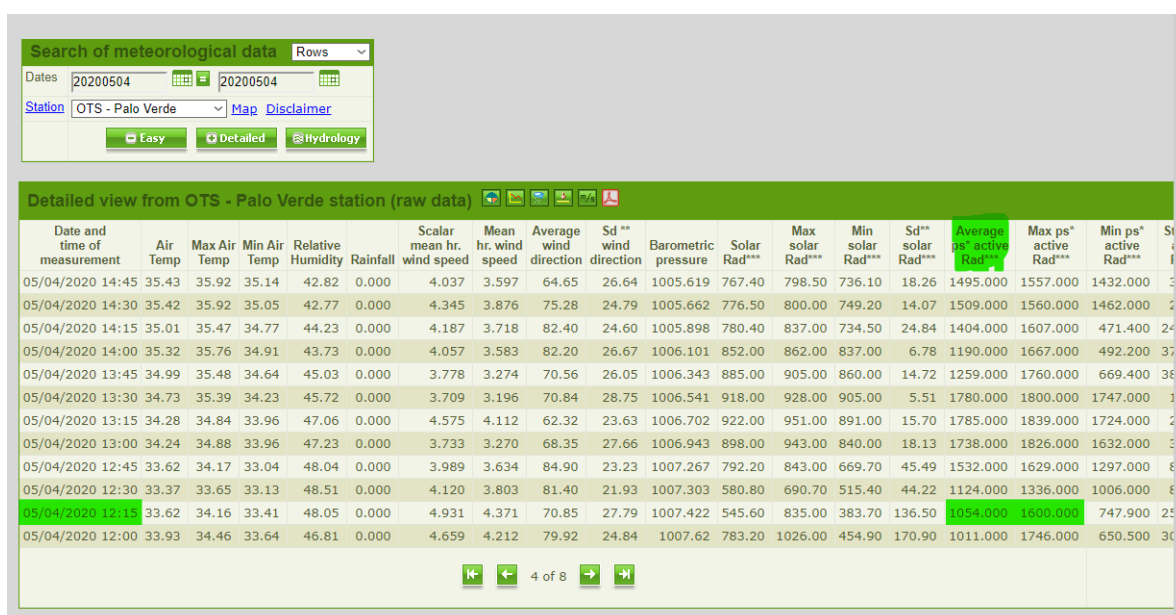 Search of meteorological data Rows
Dates 20200504 20200504
Station OTS - Palo Verde Map Disclaimer
Easy Detailed Hydrology
Detailed view from OTS - Palo Verde station (raw data)
Date and time of measurement Air Temp Max Air Temp Min Air Temp Relative Humidity Rainfall Scalar mean hr. wind speed Mean hr. wind speed Average wind direction Sd ** wind direction Barometric pressure Solar Rad*** Max solar Rad*** Min solar Rad*** Sd** solar Rad*** Average ps* active Rad*** Max ps* active Rad*** Min ps* active Rad***
05/04/2020 14:45 35.43 35.92 35.14 42.82 0.000 4.037 3.597 64.65 26.64 1005.619 767.40 798.50 736.10 18.26 1495.000 1557.000 1432.000
05/04/2020 14:30 35.42 35.92 35.05 42.77 0.000 4.345 3.876 75.28 24.79 1005.662 776.50 800.00 749.20 14.07 1509.000 1560.000 1462.000
05/04/2020 14:15 35.01 35.47 34.77 44.23 0.000 4.187 3.718 82.40 24.60 1005.898 780.40 837.00 734.50 24.84 1404.000 1607.000 471.400
05/04/2020 14:00 35.32 35.76 34.91 43.73 0.000 4.057 3.583 82.20 26.67 1006.101 852.00 862.00 837.00 6.78 1190.000 1667.000 492.200
05/04/2020 13:45 34.99 35.48 34.64 45.03 0.000 3.778 3.274 70.56 26.05 1006.343 885.00 905.00 860.00 14.72 1259.000 1760.000 669.400
05/04/2020 13:30 34.73 35.39 34.23 45.72 0.000 3.709 3.196 70.84 28.75 1006.541 918.00 928.00 905.00 5.51 1780.000 1800.000 1747.000
05/04/2020 13:15 34.28 34.84 33.96 47.06 0.000 4.575 4.112 62.32 23.63 1006.702 922.00 951.00 891.00 15.70 1785.000 1839.000 1724.000
05/04/2020 13:00 34.24 34.88 33.96 47.23 0.000 3.733 3.270 68.35 27.66 1006.943 898.00 943.00 840.00 18.13 1738.000 1826.000 1632.000
05/04/2020 12:45 33.62 34.17 33.04 48.04 0.000 3.989 3.634 84.90 23.23 1007.267 792.20 843.00 669.70 45.49 1532.000 1629.000 1297.000
05/04/2020 12:30 33.37 33.65 33.13 48.51 0.000 4.120 3.803 81.40 21.93 1007.303 580.80 690.70 515.40 44.22 1124.000 1336.000 1006.000
05/04/2020 12:15 33.62 34.16 33.41 48.05 0.000 4.931 4.371 70.85 27.79 1007.422 545.60 835.00 383.70 136.50 1054.000 1600.000 747.900
05/04/2020 12:00 33.93 34.46 33.64 46.81 0.000 4.659 4.212 79.92 24.84 1007.62 783.20 1026.00 454.90 170.90 1011.000 1746.000 650.500
4 of 8